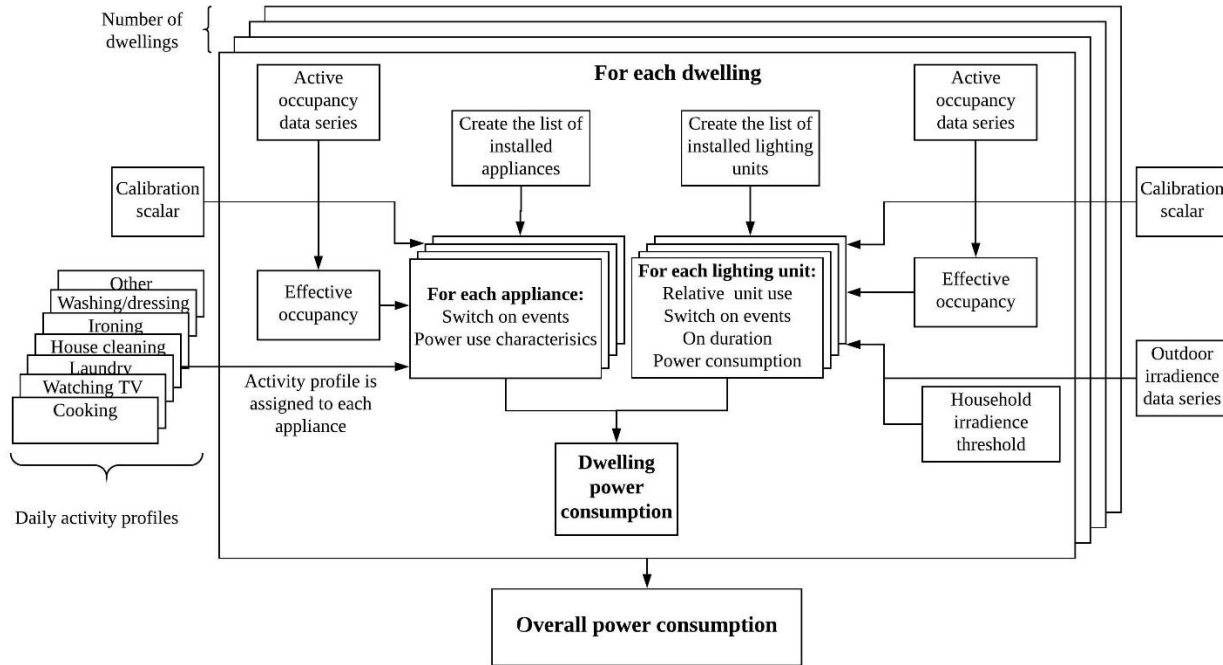 Number of
dwellings
For each dwelling
Active
occupancy
data series
Create the list of
installed
appliances
Create the list of
installed lighting
units
Active
occupancy
data series
Calibration
scalar
Calibration
scalar
Effective
occupancy
For each appliance:
Switch on events
Power use characterisics
For each lighting unit:
Relative unit use
Switch on events
On duration
Power consumption
Effective
occupancy
Other
Washing/dressing
Ironing
House cleaning
Laundry
Watching TV
Cooking
Activity profile is
assigned to each
appliance
Outdoor
irradience
data series
Household
irradience
threshold
Daily activity profiles
Dwelling
power
consumption
Overall power consumption